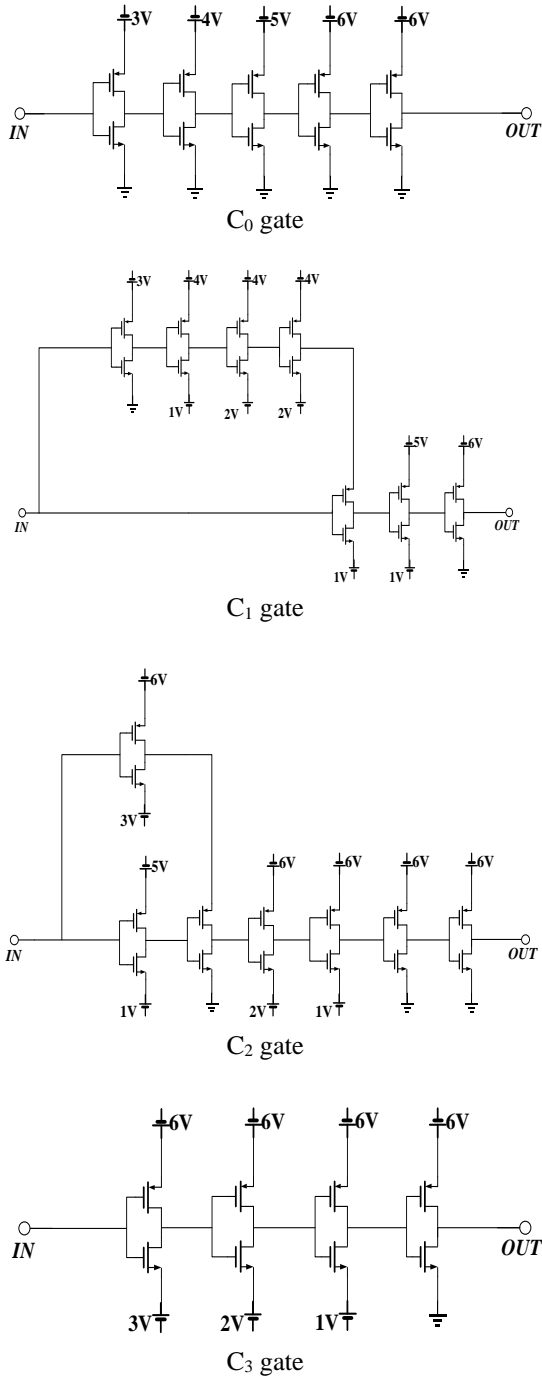 3V 4V 5V 6V 6V
IN OUT
C₀ gate
3V 4V 4V 4V
1V 2V 2V
5V 6V
IN OUT
1V 1V
C₁ gate
6V
3V
5V 6V 6V 6V 6V
IN OUT
1V 2V 1V
C₂ gate
6V 6V 6V 6V
IN OUT
3V 2V 1V
C₃ gate